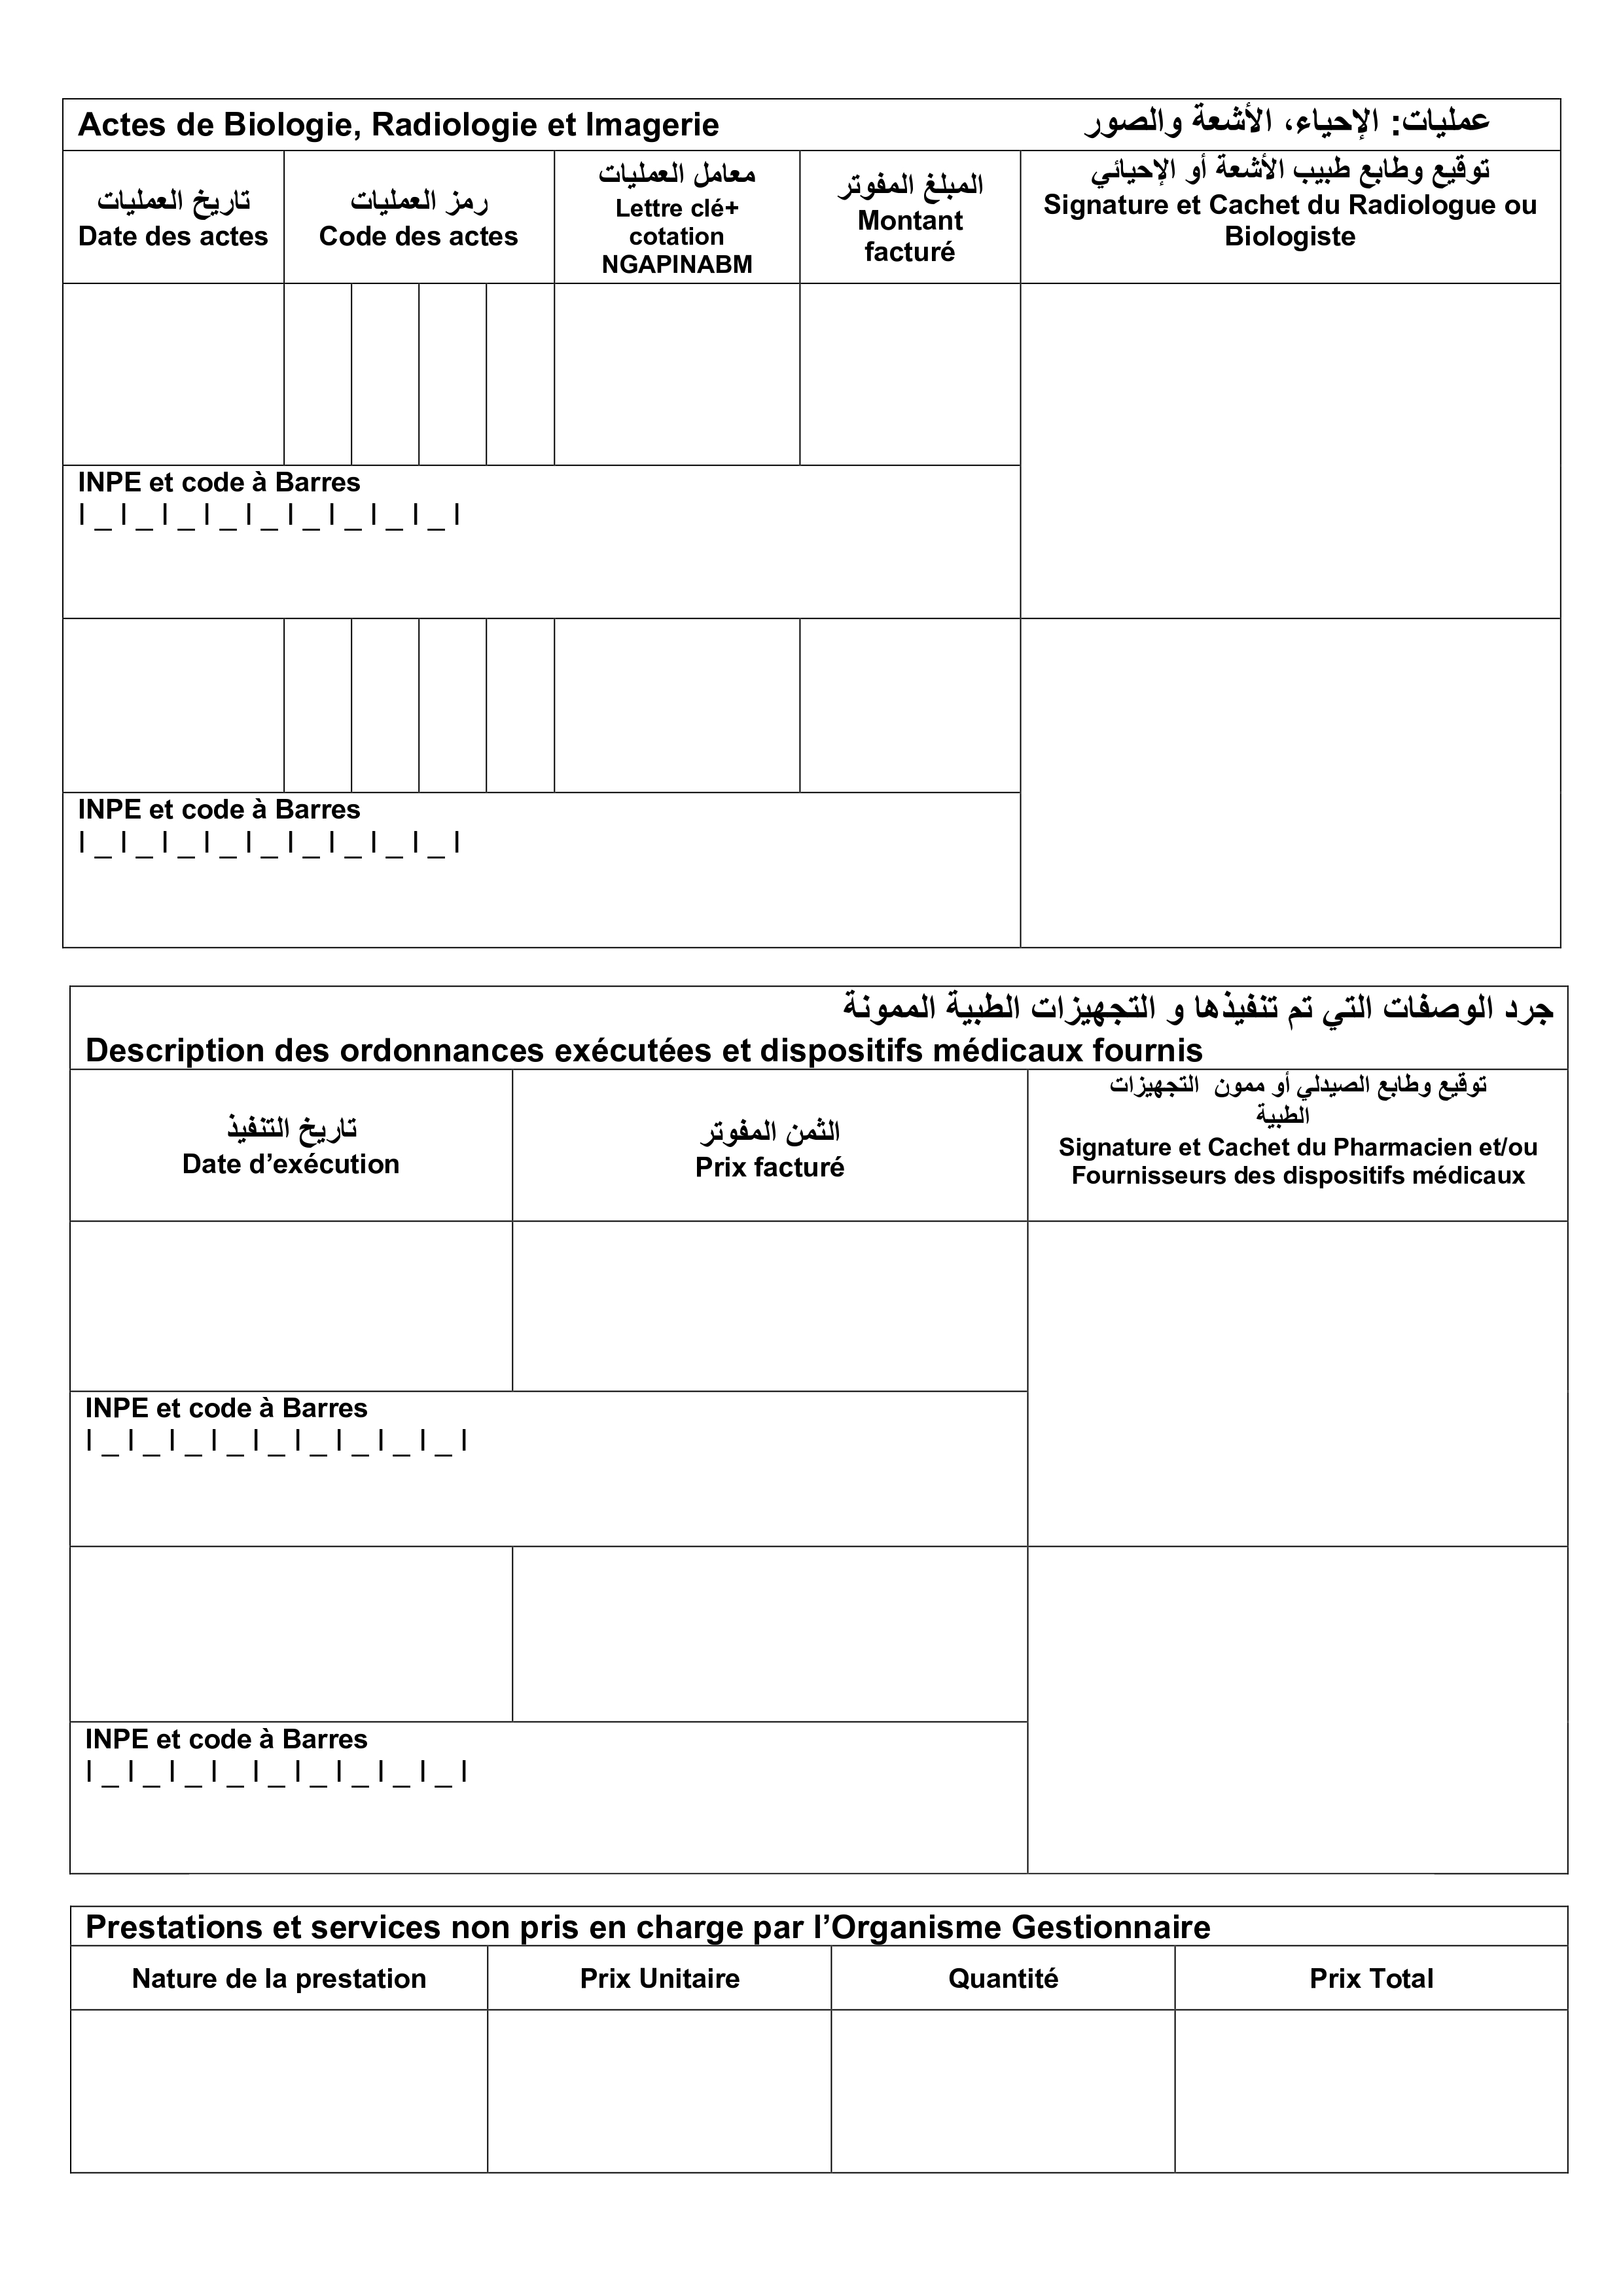 Actes de Biologie, Radiologie et Imagerie عمليات: الإحياء، الأشعة والصور
تاريخ العمليات
Date des actes
رمز العمليات
Code des actes
معامل العمليات
Lettre clé+
cotation
NGAPINABM
المبلغ المفوتر
Montant
facturé
توقيع وطابع طبيب الأشعة أو الإحيائي
Signature et Cachet du Radiologue ou
Biologiste
INPE et code à Barres
I _ I _ I _ I _ I _ I _ I _ I _ I _ I
INPE et code à Barres
I _ I _ I _ I _ I _ I _ I _ I _ I _ I
جرد الوصفات التي تم تنفيذها و التجهيزات الطبية الممونة
Description des ordonnances exécutées et dispositifs médicaux fournis
تاريخ التنفيذ
Date d’exécution
الثمن المفوتر
Prix facturé
توقيع وطابع الصيدلي أو ممون التجهيزات
الطبية
Signature et Cachet du Pharmacien et/ou
Fournisseurs des dispositifs médicaux
INPE et code à Barres
I _ I _ I _ I _ I _ I _ I _ I _ I _ I
INPE et code à Barres
I _ I _ I _ I _ I _ I _ I _ I _ I _ I
Prestations et services non pris en charge par l’Organisme Gestionnaire
Nature de la prestation
Prix Unitaire
Quantité
Prix Total